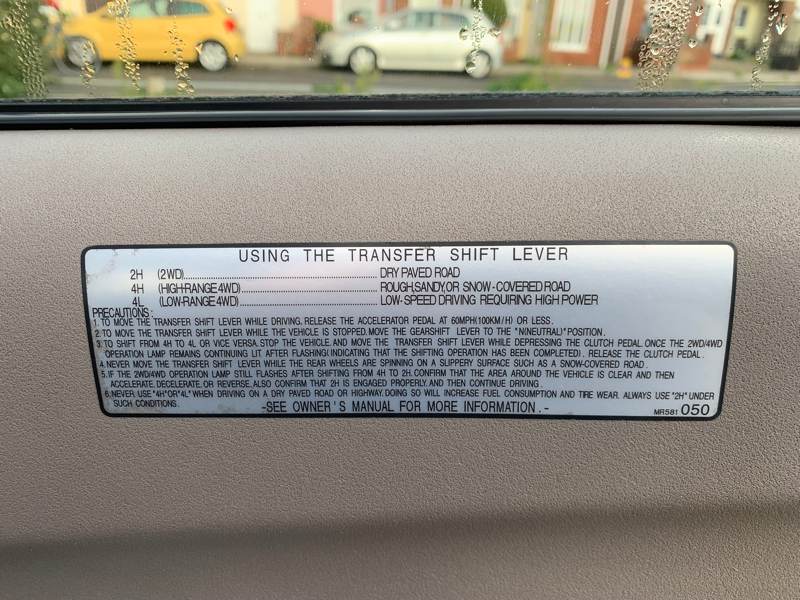 USING THE TRANSFER SHIFT LEVER
2H (2WD)........................................................DRY PAVED ROAD
4H (HIGH-RANGE 4WD)........................................ROUGH,SANDY,OR SNOW-COVERED ROAD
4L (LOW-RANGE 4WD)........................................LOW-SPEED DRIVING REQUIRING HIGH POWER
PRECAUTIONS:
1. TO MOVE THE TRANSFER SHIFT LEVER WHILE DRIVING, RELEASE THE ACCELERATOR PEDAL AT 60MPH(100KM/H) OR LESS.
2. TO MOVE THE TRANSFER SHIFT LEVER WHILE THE VEHICLE IS STOPPED, MOVE THE GEARSHIFT LEVER TO THE "N(NEUTRAL)"POSITION.
3. TO SHIFT FROM 4H TO 4L OR VICE VERSA, STOP THE VEHICLE, AND MOVE THE TRANSFER SHIFT LEVER WHILE DEPRESSING THE CLUTCH PEDAL. ONCE THE 2WD/4WD
OPERATION LAMP REMAINS CONTINUING LIT AFTER FLASHING(INDICATING THAT THE SHIFTING OPERATION HAS BEEN COMPLETED), RELEASE THE CLUTCH PEDAL.
4. NEVER MOVE THE TRANSFER SHIFT LEVER WHILE THE REAR WHEELS ARE SPINNING ON A SLIPPERY SURFACE SUCH AS A SNOW-COVERED ROAD.
5. IF THE 2WD/4WD OPERATION LAMP STILL FLASHES AFTER SHIFTING FROM 4H TO 2H, CONFIRM THAT THE AREA AROUND THE VEHICLE IS CLEAR AND THEN
ACCELERATE, DECELERATE, OR REVERSE. ALSO CONFIRM THAT 2H IS ENGAGED PROPERLY, AND THEN CONTINUE DRIVING.
6. NEVER USE "4H"OR"4L" WHEN DRIVING ON A DRY PAVED ROAD OR HIGHWAY. DOING SO WILL INCREASE FUEL CONSUMPTION AND TIRE WEAR. ALWAYS USE "2H" UNDER
SUCH CONDITIONS.
-SEE OWNER'S MANUAL FOR MORE INFORMATION.-
MR581 050